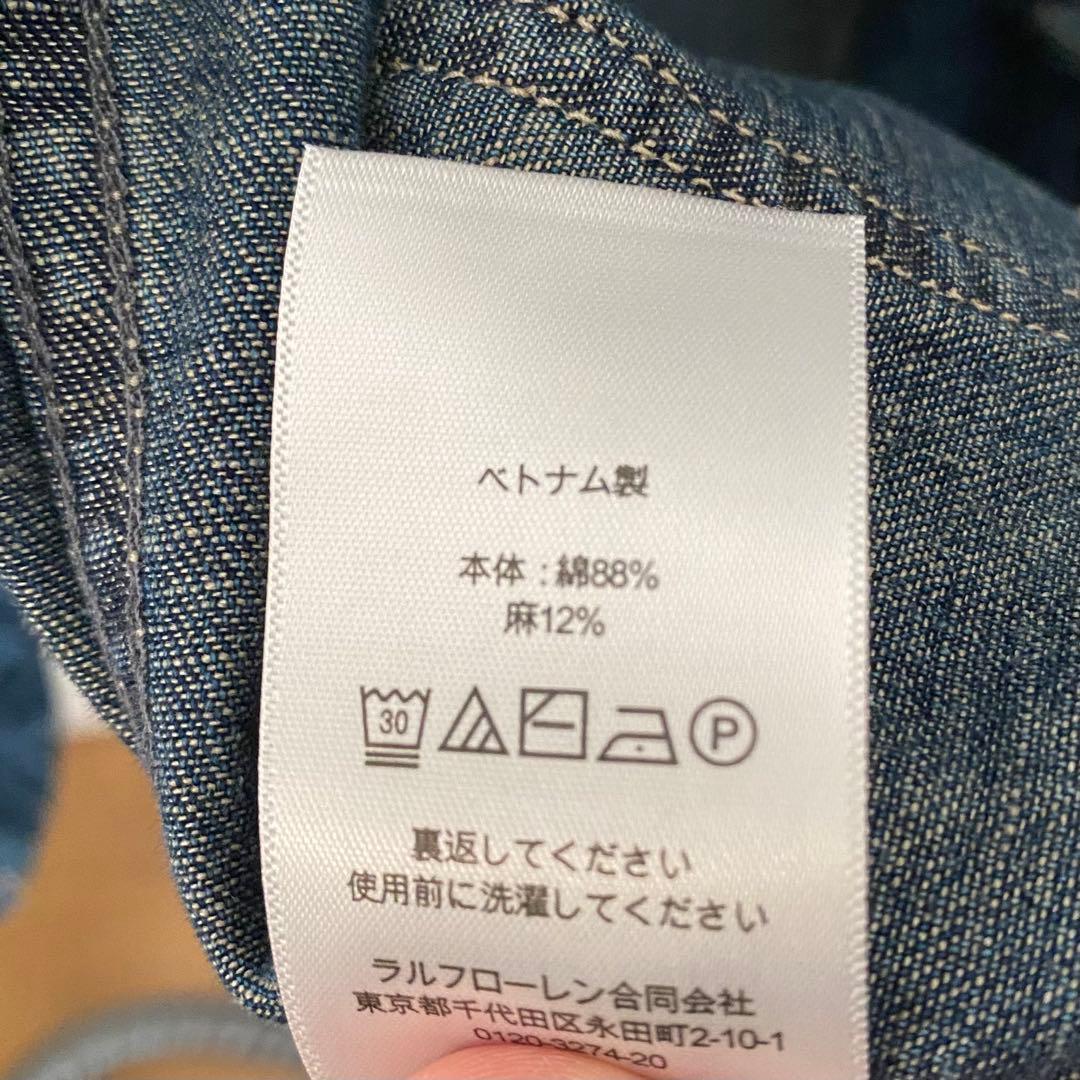 ベトナム製
本体 : 綿88%
麻12%
30 P
裏返してください
使用前に洗濯してください
ラルフローレン合同会社
東京都千代田区永田町2-10-1
0120-3274-20